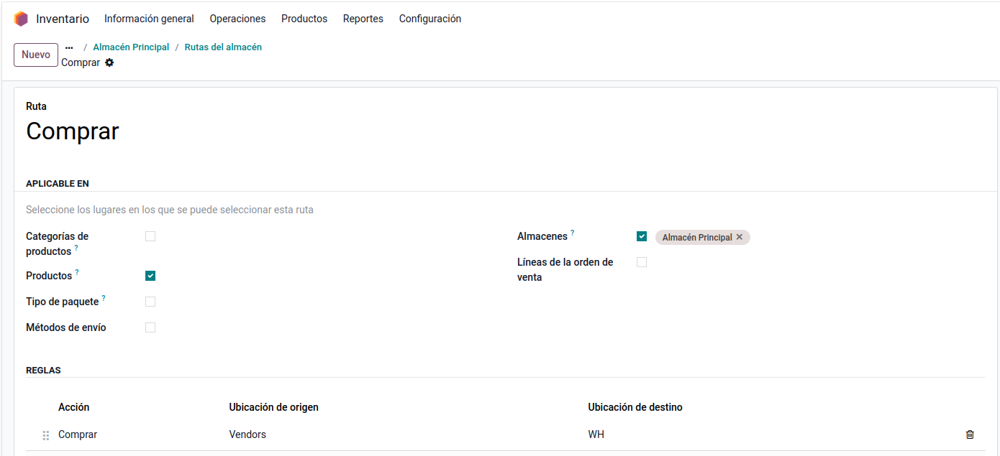 Inventario Información general Operaciones Productos Reportes Configuración
Nuevo ... / Almacén Principal / Rutas del almacén
Comprar
Ruta
Comprar
APLICABLE EN
Seleccione los lugares en los que se puede seleccionar esta ruta
Categorías de
productos ?
Productos ?
Tipo de paquete ?
Métodos de envío
Almacenes ? Almacén Principal ×
Líneas de la orden de
venta
REGLAS
Acción Ubicación de origen Ubicación de destino
Comprar Vendors WH